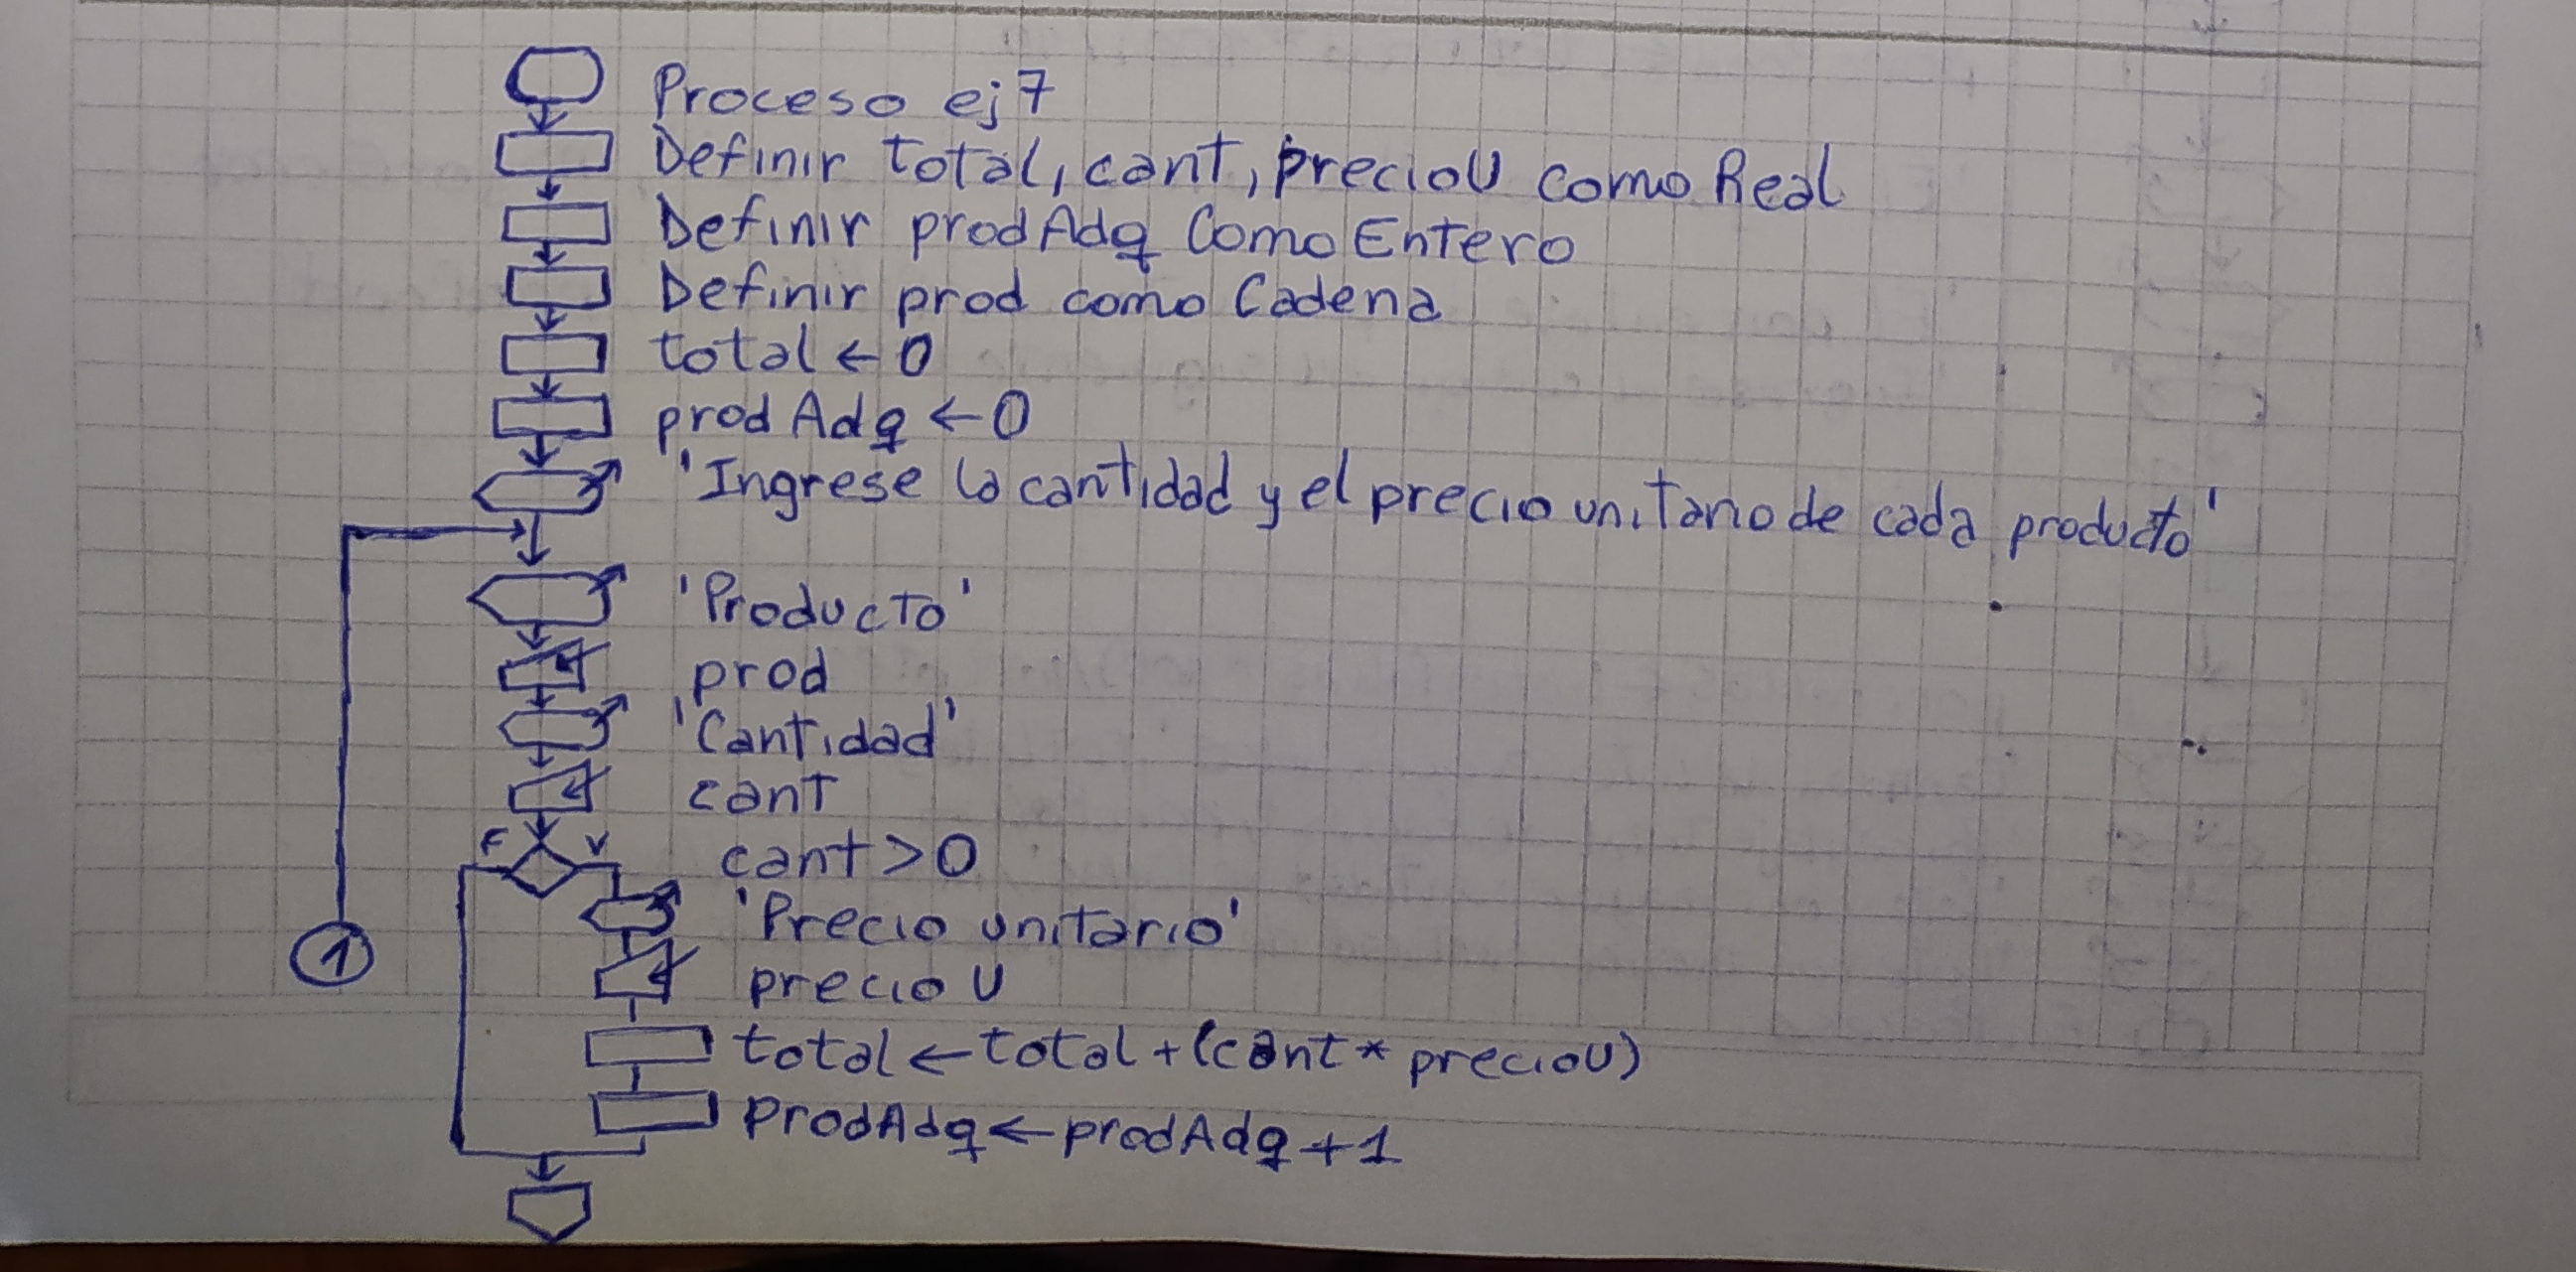 Proceso ej7
Definir total, cant, precioU como Real
Definir prodAdq Como Entero
Definir prod como Cadena
total ← 0
prodAdq ← 0
'Ingrese la cantidad y el precio unitario de cada producto'
'Producto'
prod
'Cantidad'
cant
F V
cant > 0
'Precio unitario'
1
precioU
total ← total + (cant * precioU)
ProdAdq ← prodAdq + 1